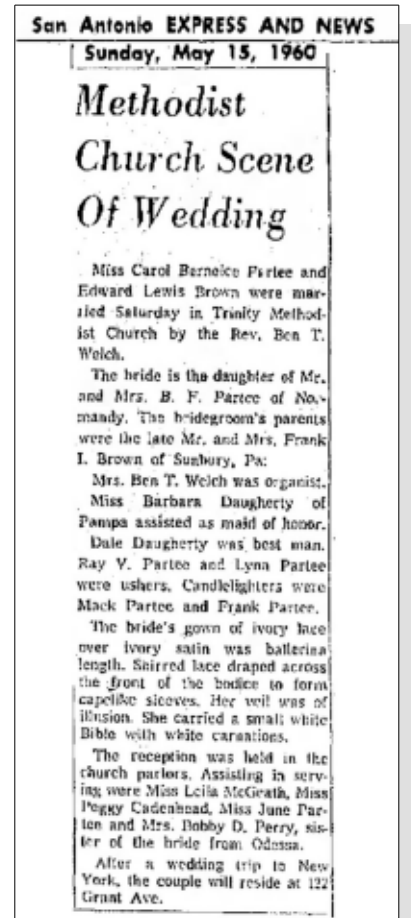 San Antonio EXPRESS AND NEWS
Sunday, May 15, 1960
Methodist
Church Scene
Of Wedding
Miss Carol Berneice Partee and
Edward Lewis Brown were mar-
ried Saturday in Trinity Method-
ist Church by the Rev. Ben T.
Welch.
The bride is the daughter of Mr.
and Mrs. B. F. Partee of Nor-
mandy. The bridegroom's parents
were the late Mr. and Mrs. Frank
I. Brown of Sunbury, Pa.
Mrs. Ben T. Welch was organist.
Miss Barbara Daugherty of
Pampa assisted as maid of honor.
Dale Daugherty was best man.
Ray V. Partee and Lynn Partee
were ushers. Candlelighters were
Mack Partee and Frank Partee.
The bride's gown of ivory lace
over ivory satin was ballerina
length. Shirred lace draped across
the front of the bodice to form
capelike sleeves. Her veil was of
illusion. She carried a small white
Bible with white carnations.
The reception was held in the
church parlors. Assisting in serv-
ing were Miss Leila McGrath, Miss
Peggy Cadenhead, Miss June Par-
tee and Mrs. Bobby D. Perry, sis-
ter of the bride from Odessa.
After a wedding trip to New
York, the couple will reside at 122
Grant Ave.